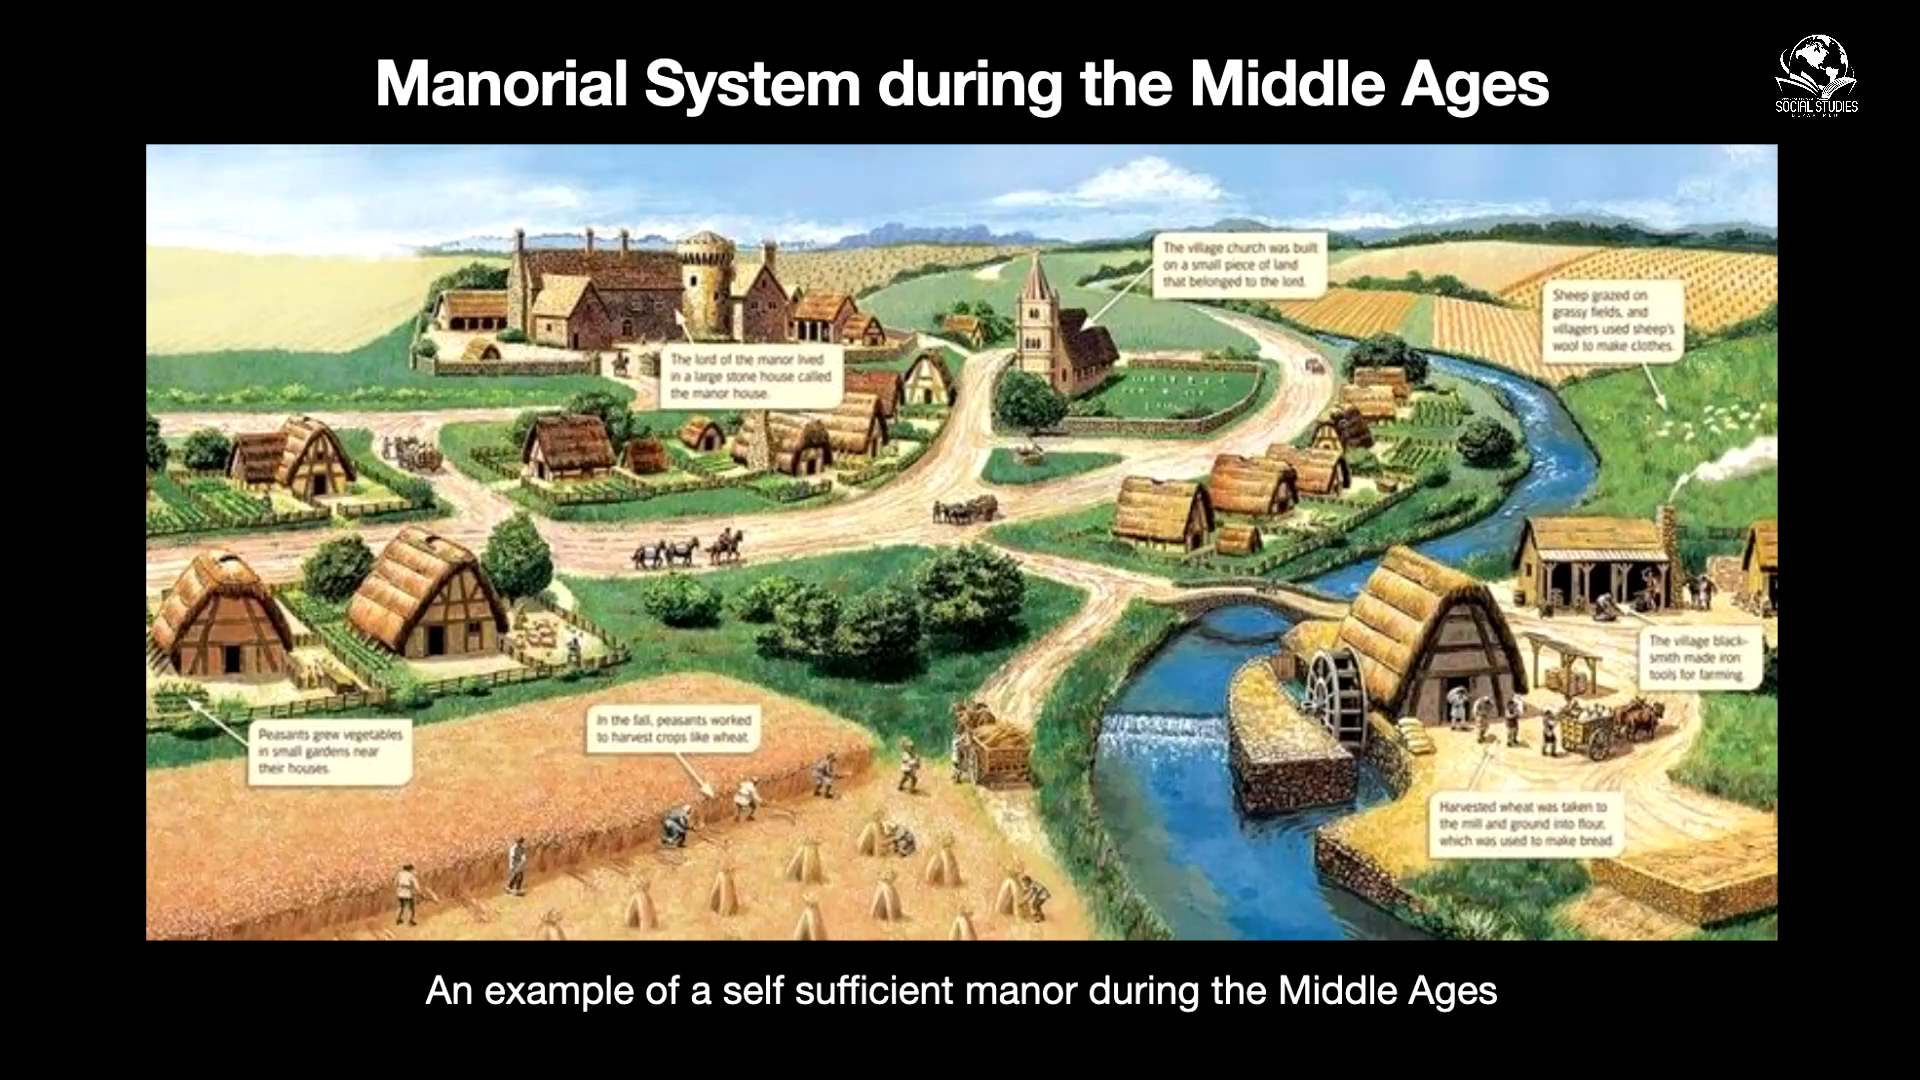 Manorial System during the Middle Ages
SOCIAL STUDIES
The village church was built
on a small piece of land
that belonged to the lord.
Sheep grazed on
grassy fields, and
villagers used sheep's
wool to make clothes.
The lord of the manor lived
in a large stone house called
the manor house.
The village black-
smith made iron
tools for farming.
In the fall, peasants worked
to harvest crops like wheat.
Peasants grew vegetables
in small gardens near
their houses.
Harvested wheat was taken to
the mill and ground into flour,
which was used to make bread.
An example of a self sufficient manor during the Middle Ages